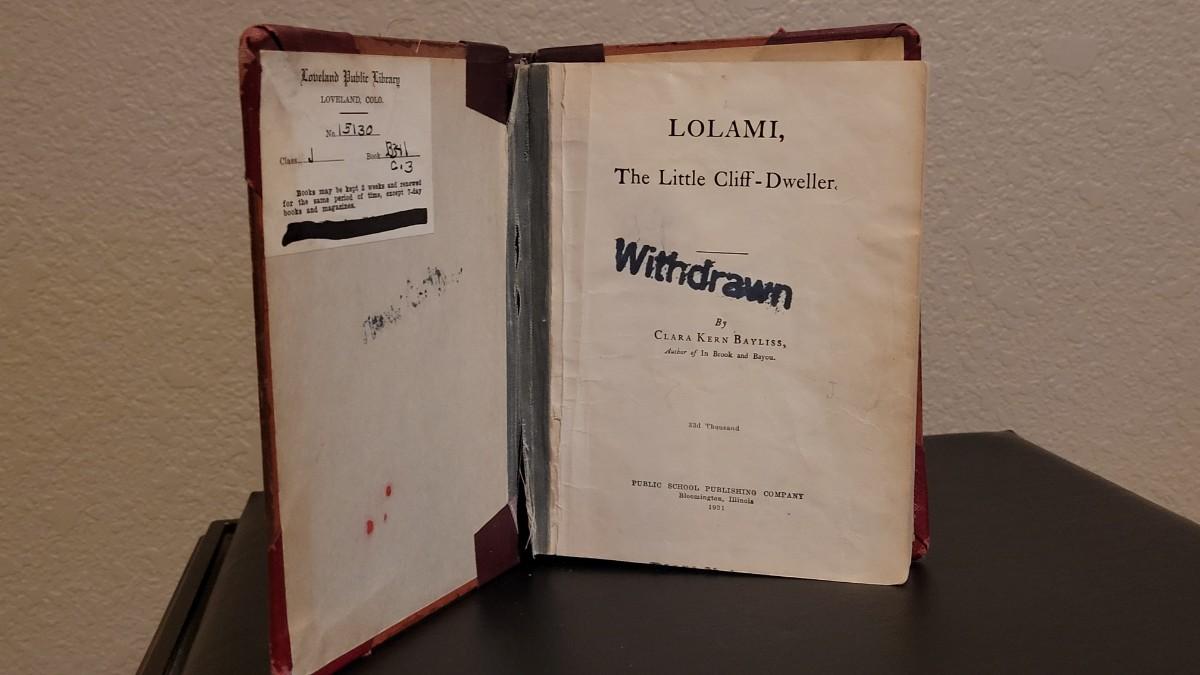 Loveland Public Library
LOVELAND, COLO.
No. 15130
Class J Book B341
C.3
Books may be kept 2 weeks and renewed
for the same period of time, except 7-day
books and magazines.
LOLAMI,
The Little Cliff-Dweller.
Withdrawn
By
CLARA KERN BAYLISS,
Author of In Brook and Bayou.
J
33d Thousand
PUBLIC SCHOOL PUBLISHING COMPANY
Bloomington, Illinois
1921